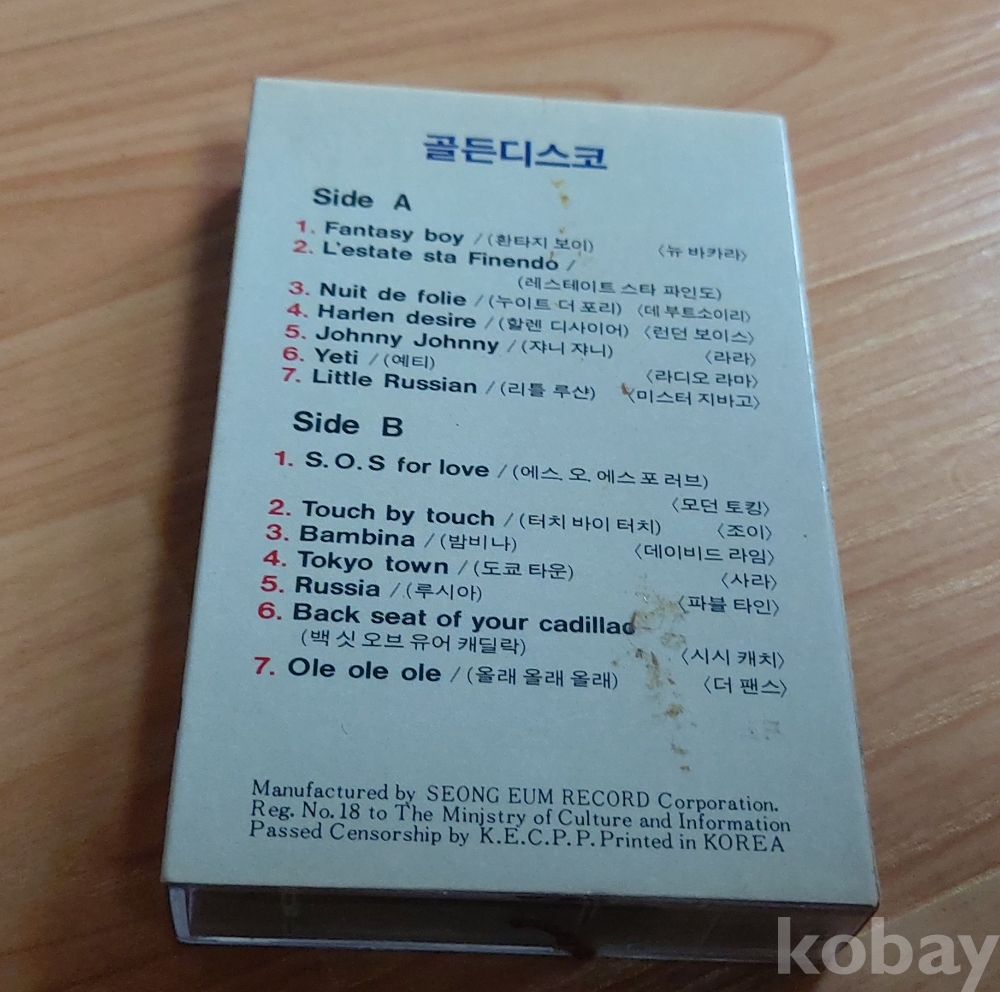 골든디스코
Side A
1. Fantasy boy / (환타지 보이) 〈뉴 바카라〉
2. L'estate sta Finendo /
(레스테이트 스타 파인도)
3. Nuit de folie / (누이트 더 포리) 〈데 부트소이리〉
4. Harlen desire / (할렌 디사이어) 〈런던 보이스〉
5. Johnny Johnny / (쟈니 쟈니) 〈라라〉
6. Yeti / (예티) 〈라디오 라마〉
7. Little Russian / (리틀 루샨) 〈미스터 지바고〉
Side B
1. S.O.S for love / (에스. 오. 에스 포 러브)
〈모던 토킹〉
2. Touch by touch / (터치 바이 터치) 〈조이〉
3. Bambina / (밤비나) 〈데이비드 라임〉
4. Tokyo town / (도쿄 타운) 〈사라〉
5. Russia / (루시아) 〈파블 타인〉
6. Back seat of your cadillac
(백 싯 오브 유어 캐딜락) 〈시시 캐치〉
7. Ole ole ole / (올래 올래 올래) 〈더 팬스〉
Manufactured by SEONG EUM RECORD Corporation.
Reg. No. 18 to The Minjstry of Culture and Information
Passed Censorship by K.E.C.P.P. Printed in KOREA
kobay